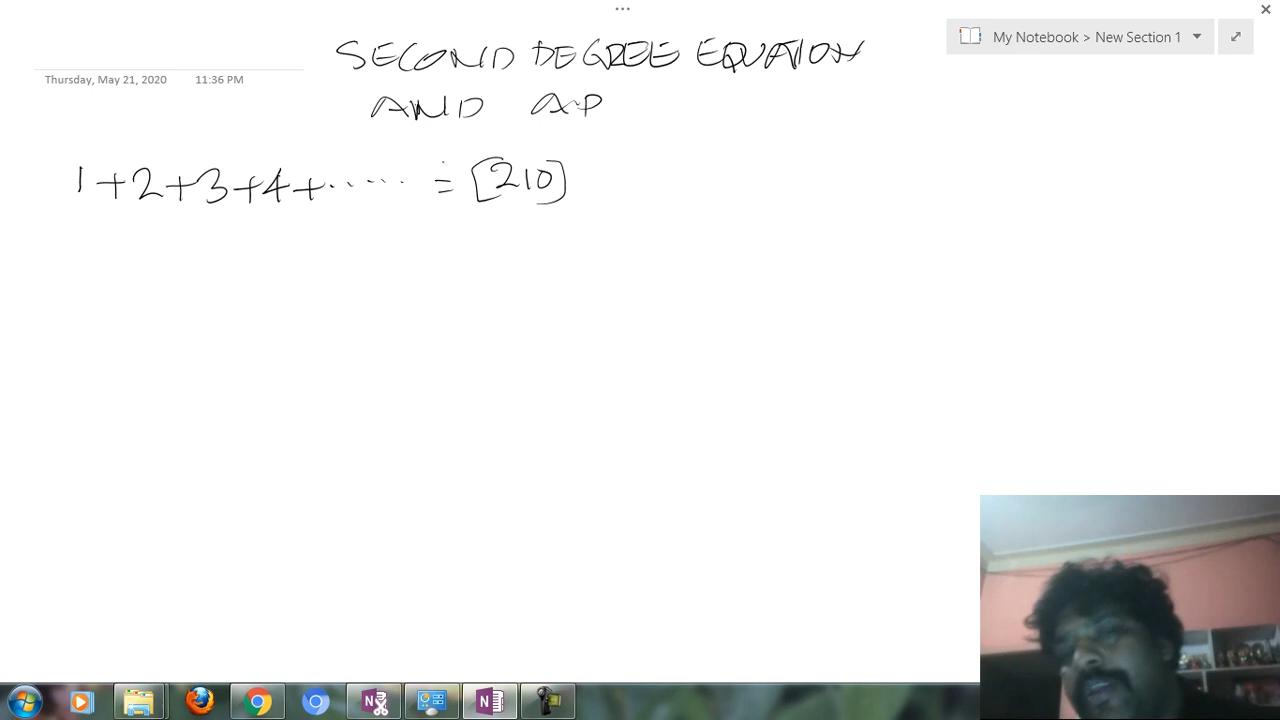 ...
My Notebook > New Section 1
SECOND DEGREE EQUATION
Thursday, May 21, 2020 11:36 PM
AND A.P
1+2+3+4+...... = [210]